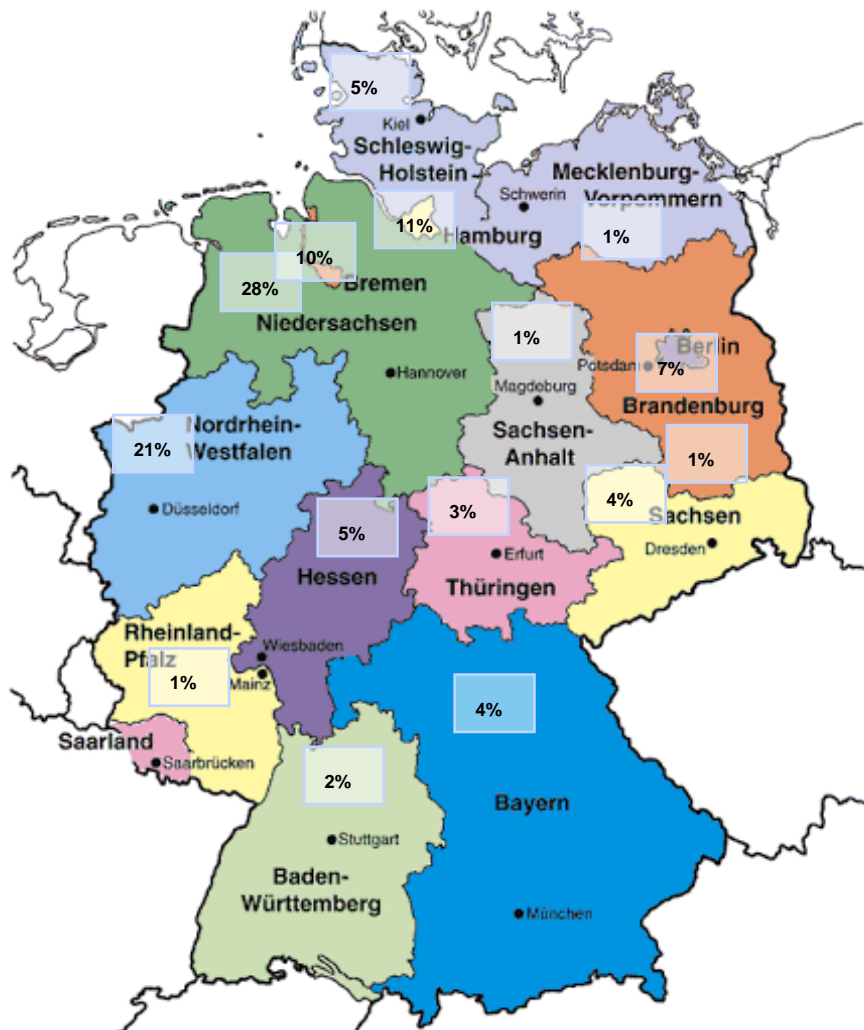 5%
Kiel
Schleswig-
Holstein
Mecklenburg-
Vorpommern
Schwerin
11%
Hamburg
1%
10%
Bremen
28%
Niedersachsen
1%
Berlin
Potsdam
7%
Hannover
Magdeburg
Brandenburg
Nordrhein-
Westfalen
21%
Sachsen-
Anhalt
1%
4%
Sachsen
Düsseldorf
5%
3%
Dresden
Erfurt
Hessen
Thüringen
Rheinland-
Pfalz
Wiesbaden
1%
Mainz
4%
Saarland
Saarbrücken
2%
Bayern
Stuttgart
Baden-
Württemberg
München